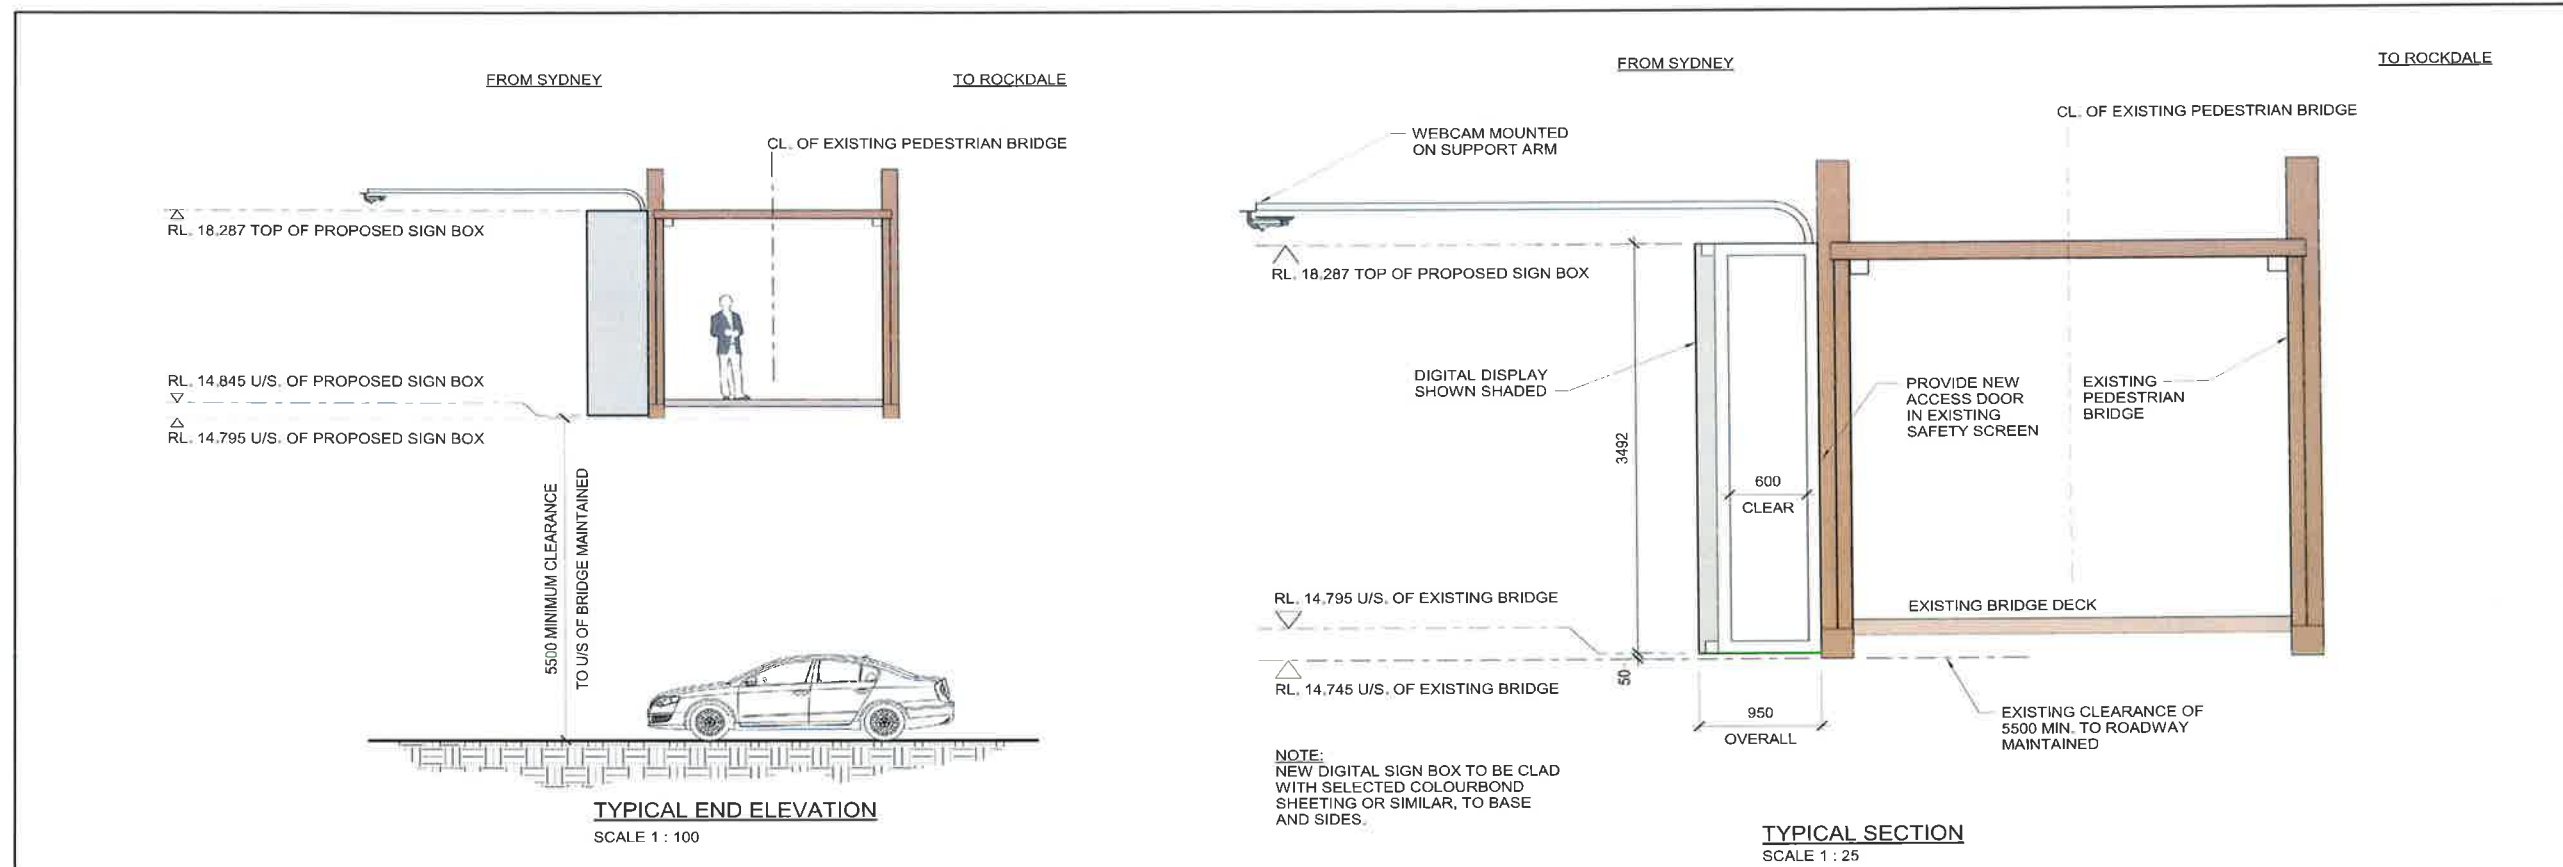 FROM SYDNEY
TO ROCKDALE
CL. OF EXISTING PEDESTRIAN BRIDGE
RL. 18.287 TOP OF PROPOSED SIGN BOX
RL. 14.845 U/S. OF PROPOSED SIGN BOX
RL. 14.795 U/S. OF PROPOSED SIGN BOX
5500 MINIMUM CLEARANCE
TO U/S OF BRIDGE MAINTAINED
TYPICAL END ELEVATION
SCALE 1 : 100
FROM SYDNEY
TO ROCKDALE
CL. OF EXISTING PEDESTRIAN BRIDGE
WEBCAM MOUNTED
ON SUPPORT ARM
RL. 18.287 TOP OF PROPOSED SIGN BOX
DIGITAL DISPLAY
SHOWN SHADED
3492
600
CLEAR
PROVIDE NEW
ACCESS DOOR
IN EXISTING
SAFETY SCREEN
EXISTING
PEDESTRIAN
BRIDGE
RL. 14.795 U/S. OF EXISTING BRIDGE
EXISTING BRIDGE DECK
RL. 14.745 U/S. OF EXISTING BRIDGE
50
950
OVERALL
EXISTING CLEARANCE OF
5500 MIN. TO ROADWAY
MAINTAINED
NOTE:
NEW DIGITAL SIGN BOX TO BE CLAD
WITH SELECTED COLOURBOND
SHEETING OR SIMILAR, TO BASE
AND SIDES.
TYPICAL SECTION
SCALE 1 : 25